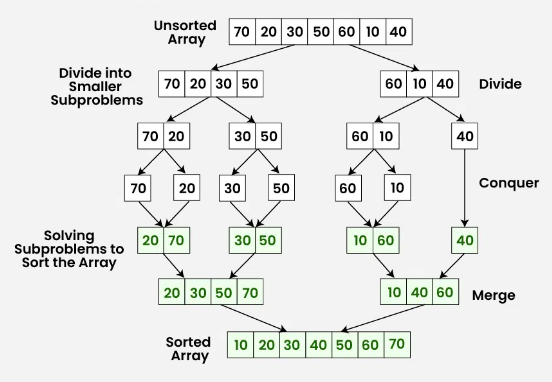 Unsorted
Array
70 20 30 50 60 10 40
Divide into
Smaller
Subproblems
70 20 30 50
60 10 40
Divide
70 20
30 50
60 10
40
70
20
30
50
60
10
Conquer
Solving
Subproblems to
Sort the Array
20 70
30 50
10 60
40
20 30 50 70
10 40 60
Merge
Sorted
Array
10 20 30 40 50 60 70